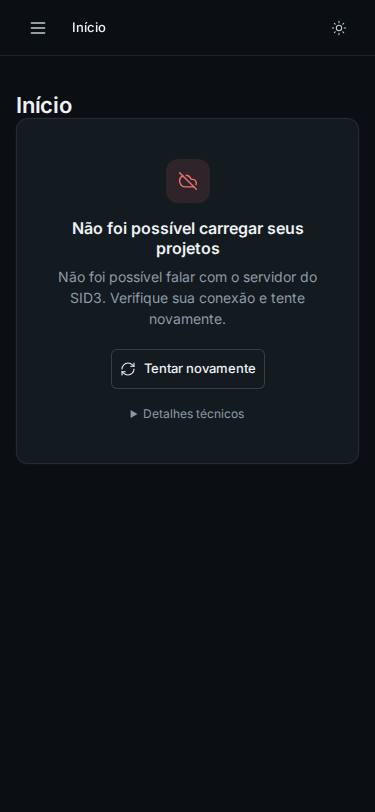 Início
Início
Não foi possível carregar seus
projetos
Não foi possível falar com o servidor do
SID3. Verifique sua conexão e tente
novamente.
Tentar novamente
Detalhes técnicos